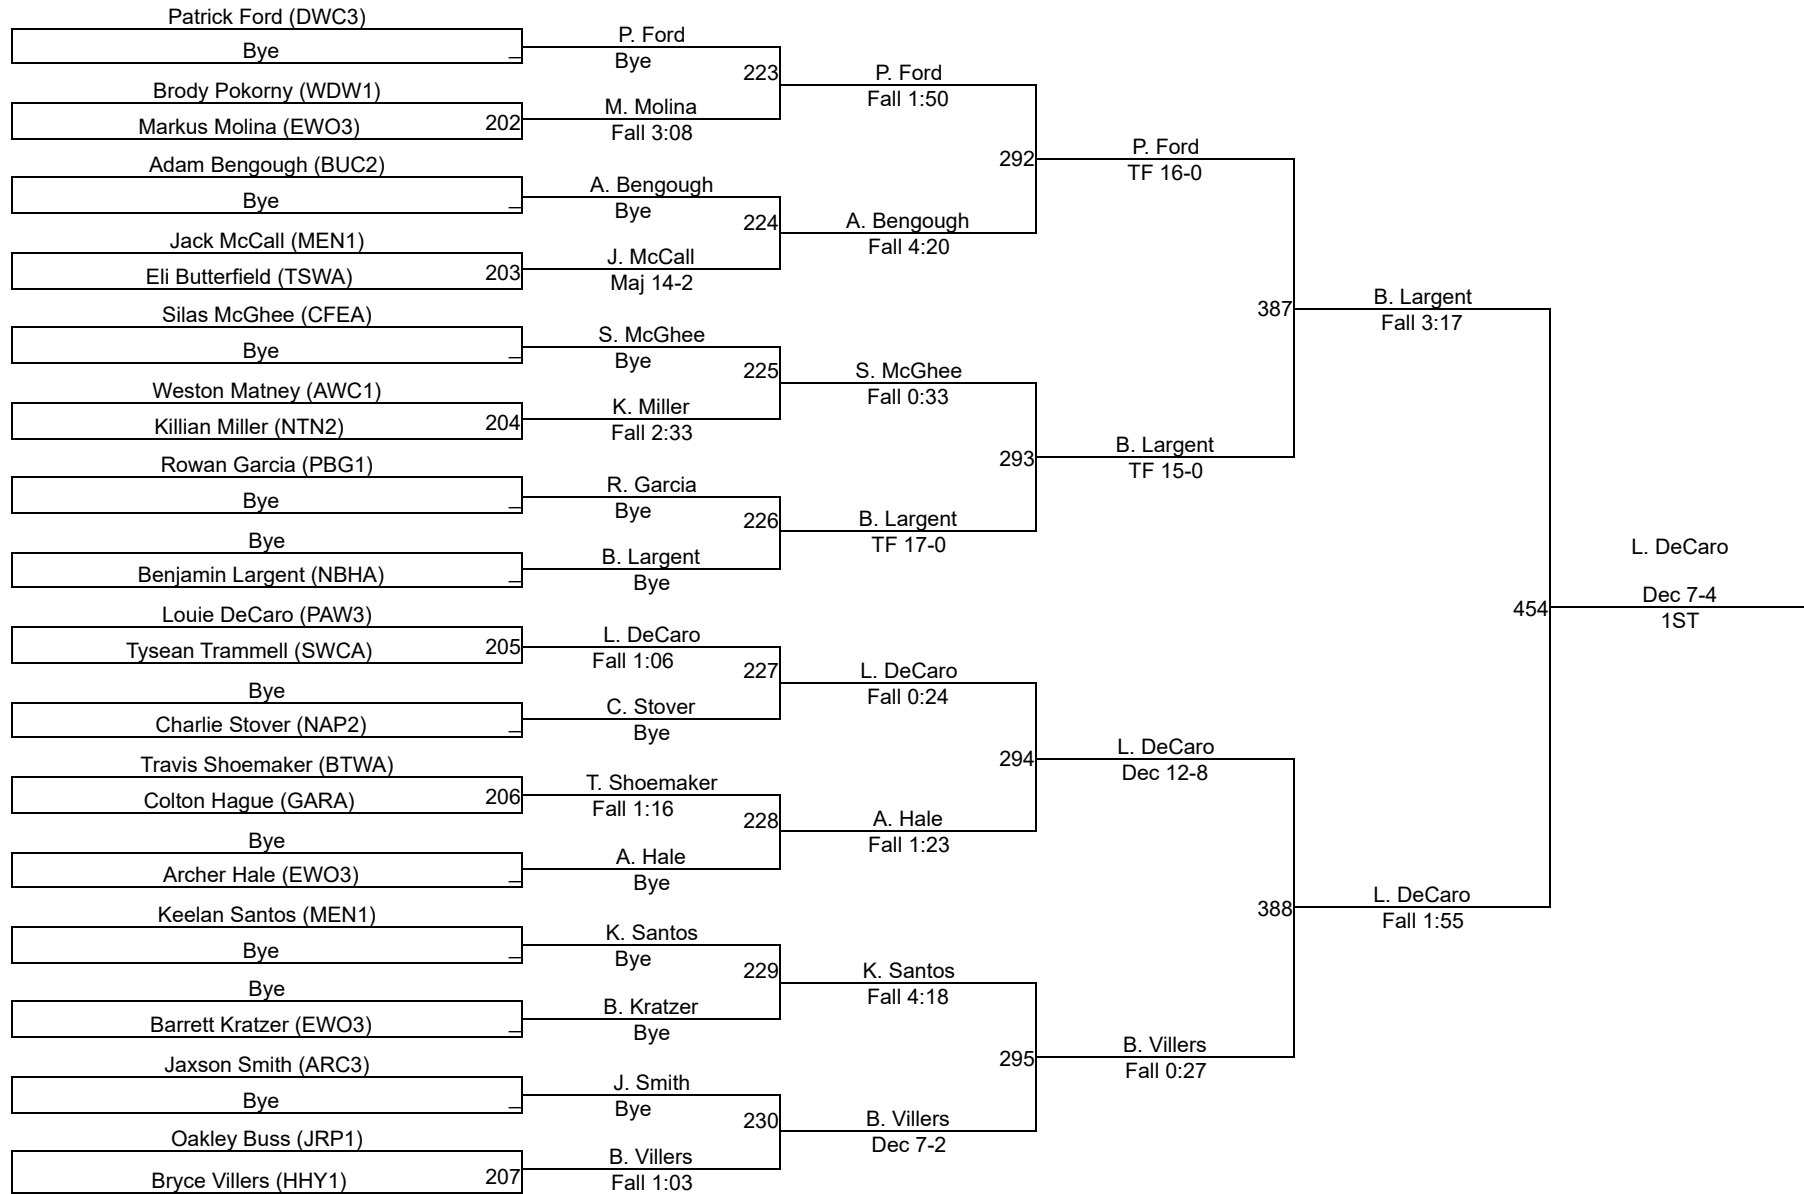 Patrick Ford (DWC3)
Bye
Brody Pokorny (WDW1)
Markus Molina (EWO3) 202
Adam Bengough (BUC2)
Bye
Jack McCall (MEN1)
Eli Butterfield (TSWA) 203
Silas McGhee (CFEA)
Bye
Weston Matney (AWC1)
Killian Miller (NTN2) 204
Rowan Garcia (PBG1)
Bye
Bye
Benjamin Largent (NBHA)
Louie DeCaro (PAW3)
Tysean Trammell (SWCA) 205
Bye
Charlie Stover (NAP2)
Travis Shoemaker (BTWA)
Colton Hague (GARA) 206
Bye
Archer Hale (EWO3)
Keelan Santos (MEN1)
Bye
Bye
Barrett Kratzer (EWO3)
Jaxson Smith (ARC3)
Bye
Oakley Buss (JRP1)
Bryce Villers (HHY1) 207
P. Ford
Bye
223
M. Molina
Fall 3:08
A. Bengough
Bye
224
J. McCall
Maj 14-2
S. McGhee
Bye
225
K. Miller
Fall 2:33
R. Garcia
Bye
226
B. Largent
Bye
L. DeCaro
Fall 1:06
227
C. Stover
Bye
T. Shoemaker
Fall 1:16
228
A. Hale
Bye
K. Santos
Bye
229
B. Kratzer
Bye
J. Smith
Bye
230
B. Villers
Fall 1:03
P. Ford
Fall 1:50
292
A. Bengough
Fall 4:20
S. McGhee
Fall 0:33
293
B. Largent
TF 17-0
L. DeCaro
Fall 0:24
294
A. Hale
Fall 1:23
K. Santos
Fall 4:18
295
B. Villers
Dec 7-2
P. Ford
TF 16-0
387
B. Largent
TF 15-0
L. DeCaro
Dec 12-8
388
B. Villers
Fall 0:27
B. Largent
Fall 3:17
454
L. DeCaro
Fall 1:55
L. DeCaro
Dec 7-4
1ST